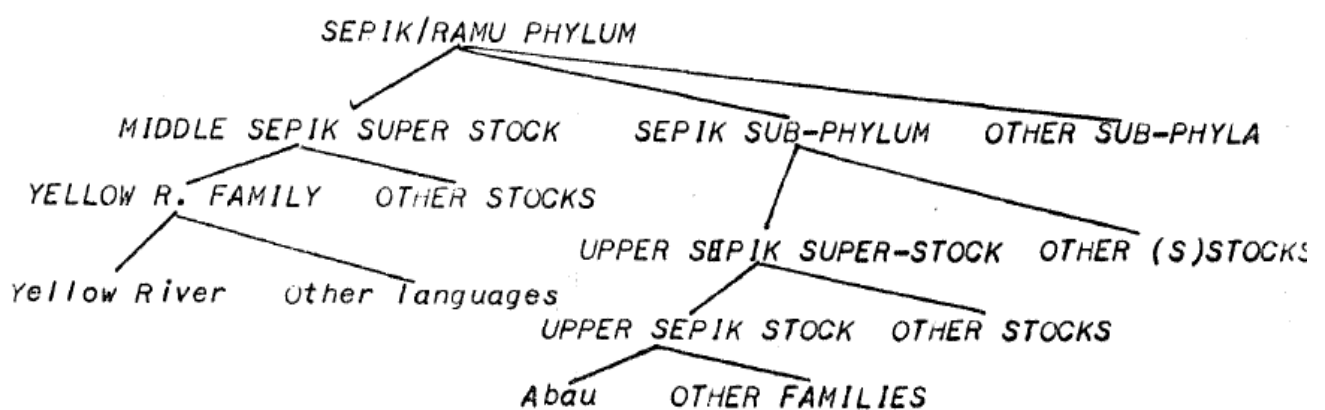 SEPIK/RAMU PHYLUM
MIDDLE SEPIK SUPER STOCK SEPIK SUB-PHYLUM OTHER SUB-PHYLA
YELLOW R. FAMILY OTHER STOCKS
UPPER SEPIK SUPER-STOCK OTHER (S)STOCKS
Yellow River Other languages
UPPER SEPIK STOCK OTHER STOCKS
Abau OTHER FAMILIES